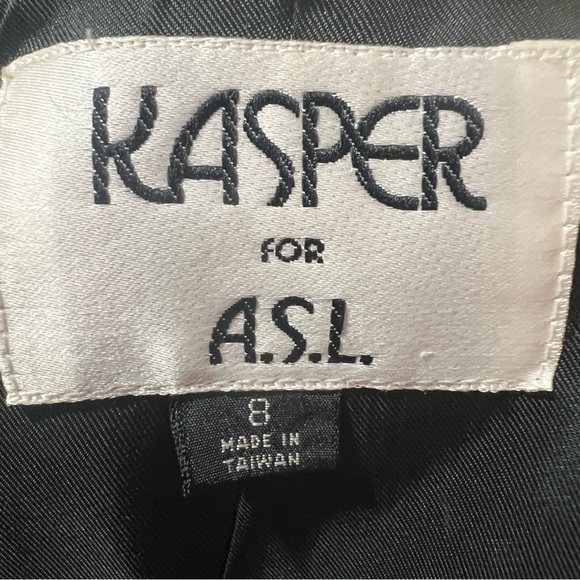 KASPER
FOR
A.S.L.
8
MADE IN
TAIWAN